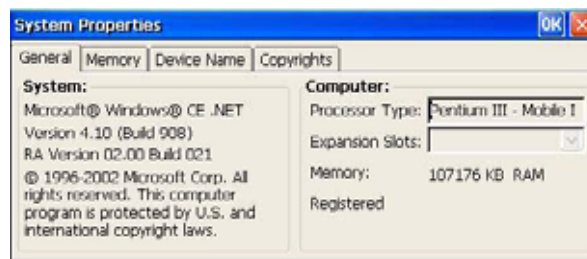 System Properties OK
General Memory Device Name Copyrights
System:
Microsoft® Windows® CE .NET
Version 4.10 (Build 908)
RA Version 02.00 Build 021
© 1996-2002 Microsoft Corp. All
rights reserved. This computer
program is protected by U.S. and
international copyright laws.
Computer:
Processor Type: Pentium III - Mobile I
Expansion Slots:
Memory: 107176 KB RAM
Registered